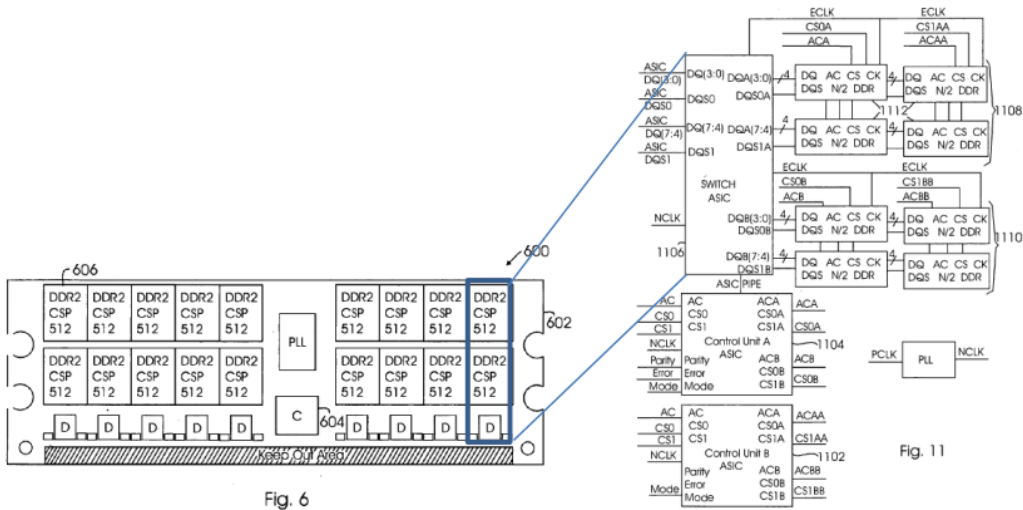 600
606
DDR2 DDR2 DDR2 DDR2 DDR2
CSP CSP CSP CSP CSP
512 512 512 512 512
DDR2 DDR2 DDR2 DDR2
CSP CSP CSP CSP
512 512 512 512
602
PLL
DDR2 DDR2 DDR2 DDR2 DDR2
CSP CSP CSP CSP CSP
512 512 512 512 512
DDR2 DDR2 DDR2 DDR2
CSP CSP CSP CSP
512 512 512 512
C
604
D D D D D
D D D D
Keep Out Area
Fig. 6
ECLK ECLK
CS0A CS1AA
ACA ACAA
ASIC
DQ(3:0)
ASIC
DQS0
ASIC
DQ(7:4)
ASIC
DQS1
DQ(3:0) DQA(3:0)
DQS0 DQS0A
DQ(7:4) DQA(7:4)
DQS1 DQS1A
4 DQ AC CS CK 4 DQ AC CS CK
DQS N/2 DDR DQS N/2 DDR
1112
1108
4 DQ AC CS CK 4 DQ AC CS CK
DQS N/2 DDR DQS N/2 DDR
ECLK ECLK
CS0B CS1BB
ACB ACBB
SWITCH
ASIC
NCLK
1106
DQB(3:0)
DQS0B
DQB(7:4)
DQS1B
4 DQ AC CS CK 4 DQ AC CS CK
DQS N/2 DDR DQS N/2 DDR
1110
4 DQ AC CS CK 4 DQ AC CS CK
DQS N/2 DDR DQS N/2 DDR
ASIC PIPE
AC AC ACA ACA
CS0 CS0 CS0A
CS1 CS1 CS1A CS0A
Control Unit A
NCLK ASIC 1104
Parity Parity ACB ACB
Error Error CS0B
Mode Mode CS1B CS0B
PCLK PLL NCLK
AC AC ACA ACAA
CS0 CS0 CS0A
CS1 CS1 CS1A CS1AA
Control Unit B
NCLK ASIC 1102
Parity ACB ACBB
Error CS0B
Mode Mode CS1B CS1BB
Fig. 11